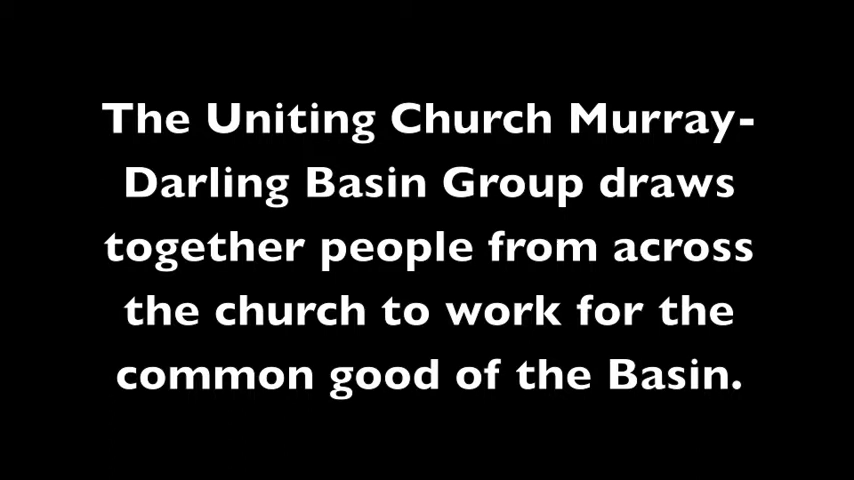 The Uniting Church Murray-
Darling Basin Group draws
together people from across
the church to work for the
common good of the Basin.